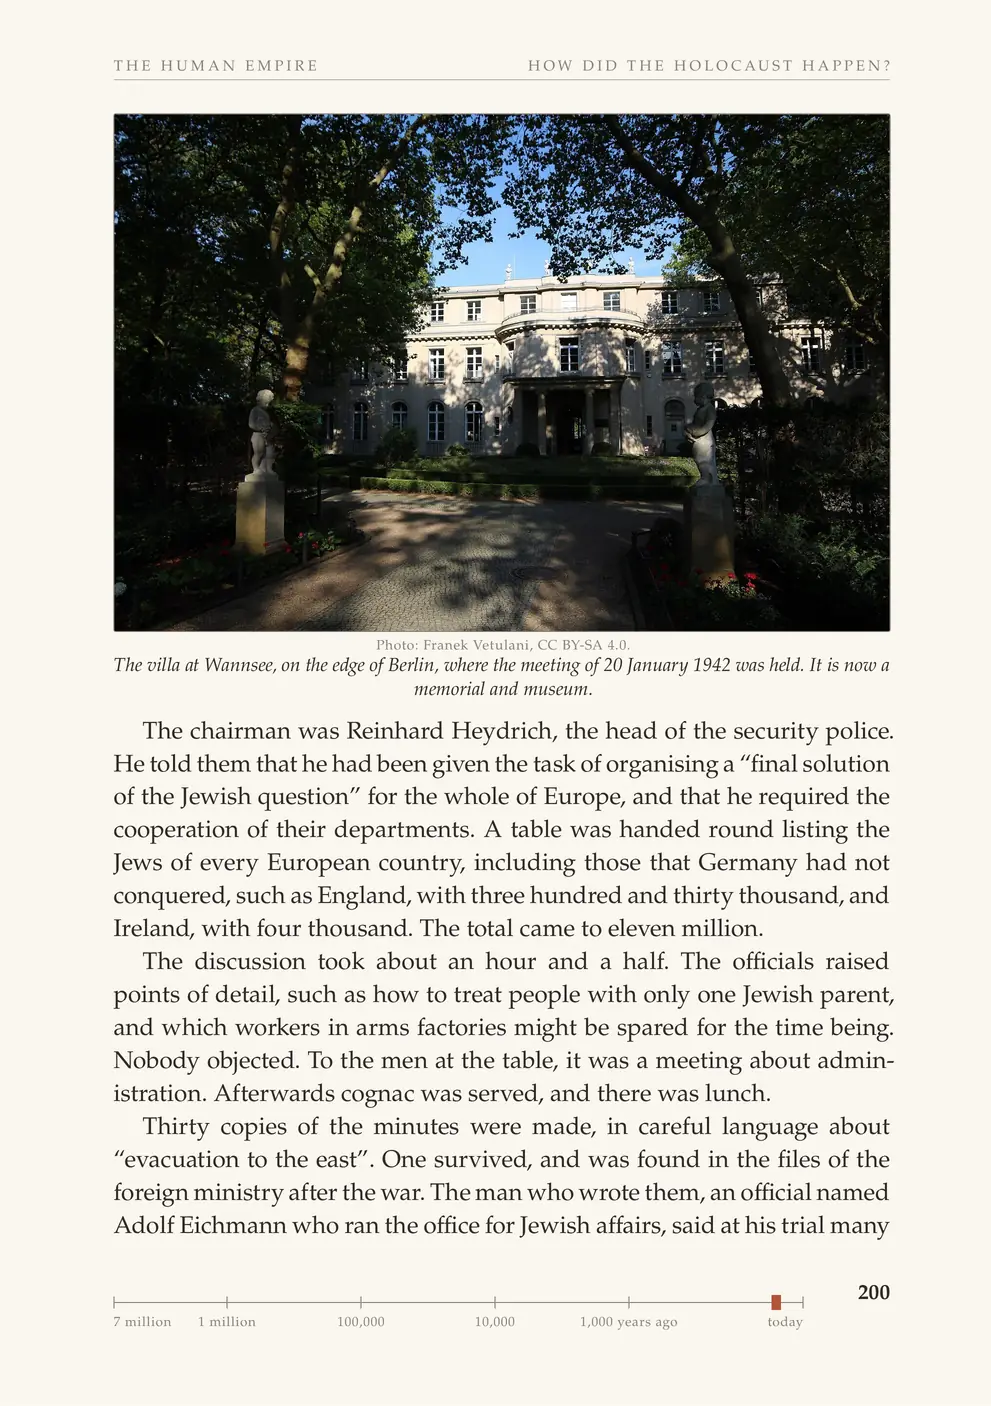 THE HUMAN EMPIRE
HOW DID THE HOLOCAUST HAPPEN?
Photo: Franek Vetulani, CC BY-SA 4.0.
The villa at Wannsee, on the edge of Berlin, where the meeting of 20 January 1942 was held. It is now a
memorial and museum.
The chairman was Reinhard Heydrich, the head of the security police.
He told them that he had been given the task of organising a “final solution
of the Jewish question” for the whole of Europe, and that he required the
cooperation of their departments. A table was handed round listing the
Jews of every European country, including those that Germany had not
conquered, such as England, with three hundred and thirty thousand, and
Ireland, with four thousand. The total came to eleven million.
The discussion took about an hour and a half. The officials raised
points of detail, such as how to treat people with only one Jewish parent,
and which workers in arms factories might be spared for the time being.
Nobody objected. To the men at the table, it was a meeting about admin-
istration. Afterwards cognac was served, and there was lunch.
Thirty copies of the minutes were made, in careful language about
“evacuation to the east”. One survived, and was found in the files of the
foreign ministry after the war. The man who wrote them, an official named
Adolf Eichmann who ran the office for Jewish affairs, said at his trial many
200
7 million
1 million
100,000
10,000
1,000 years ago
today